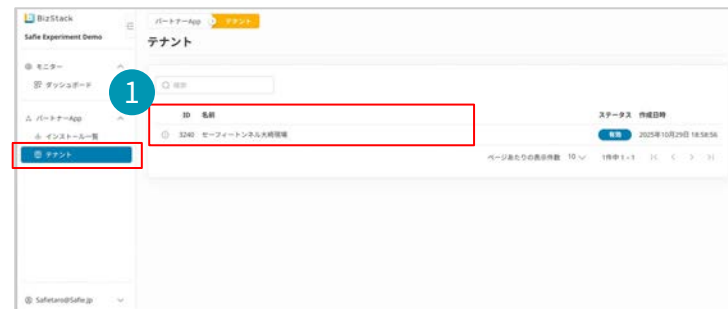 BizStack
Safie Experiment Demo
モニター
ダッシュボード
パートナーApp
インストール一覧
テナント
Safietaro@Safie.jp
パートナーApp テナント
テナント
1
検索
ID 名前 ステータス 作成日時
3240 セーフィートンネル大崎現場 有効 2025年10月29日 18:58:56
ページあたりの表示件数 10 1件中 1 - 1